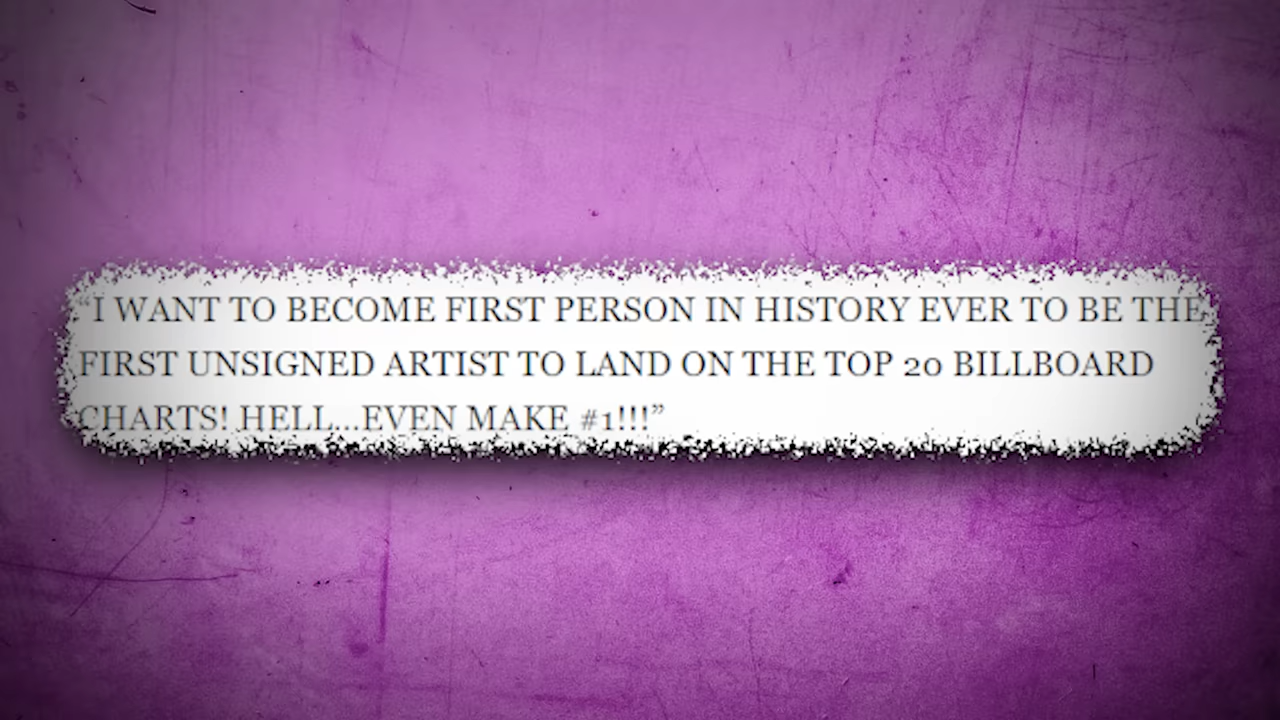 “I WANT TO BECOME FIRST PERSON IN HISTORY EVER TO BE THE
FIRST UNSIGNED ARTIST TO LAND ON THE TOP 20 BILLBOARD
CHARTS! HELL...EVEN MAKE #1!!!”